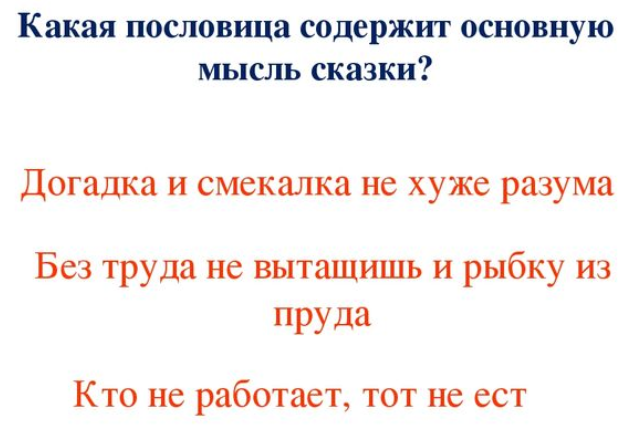 Какая пословица содержит основную
мысль сказки?
Догадка и смекалка не хуже разума
Без труда не вытащишь и рыбку из
пруда
Кто не работает, тот не ест